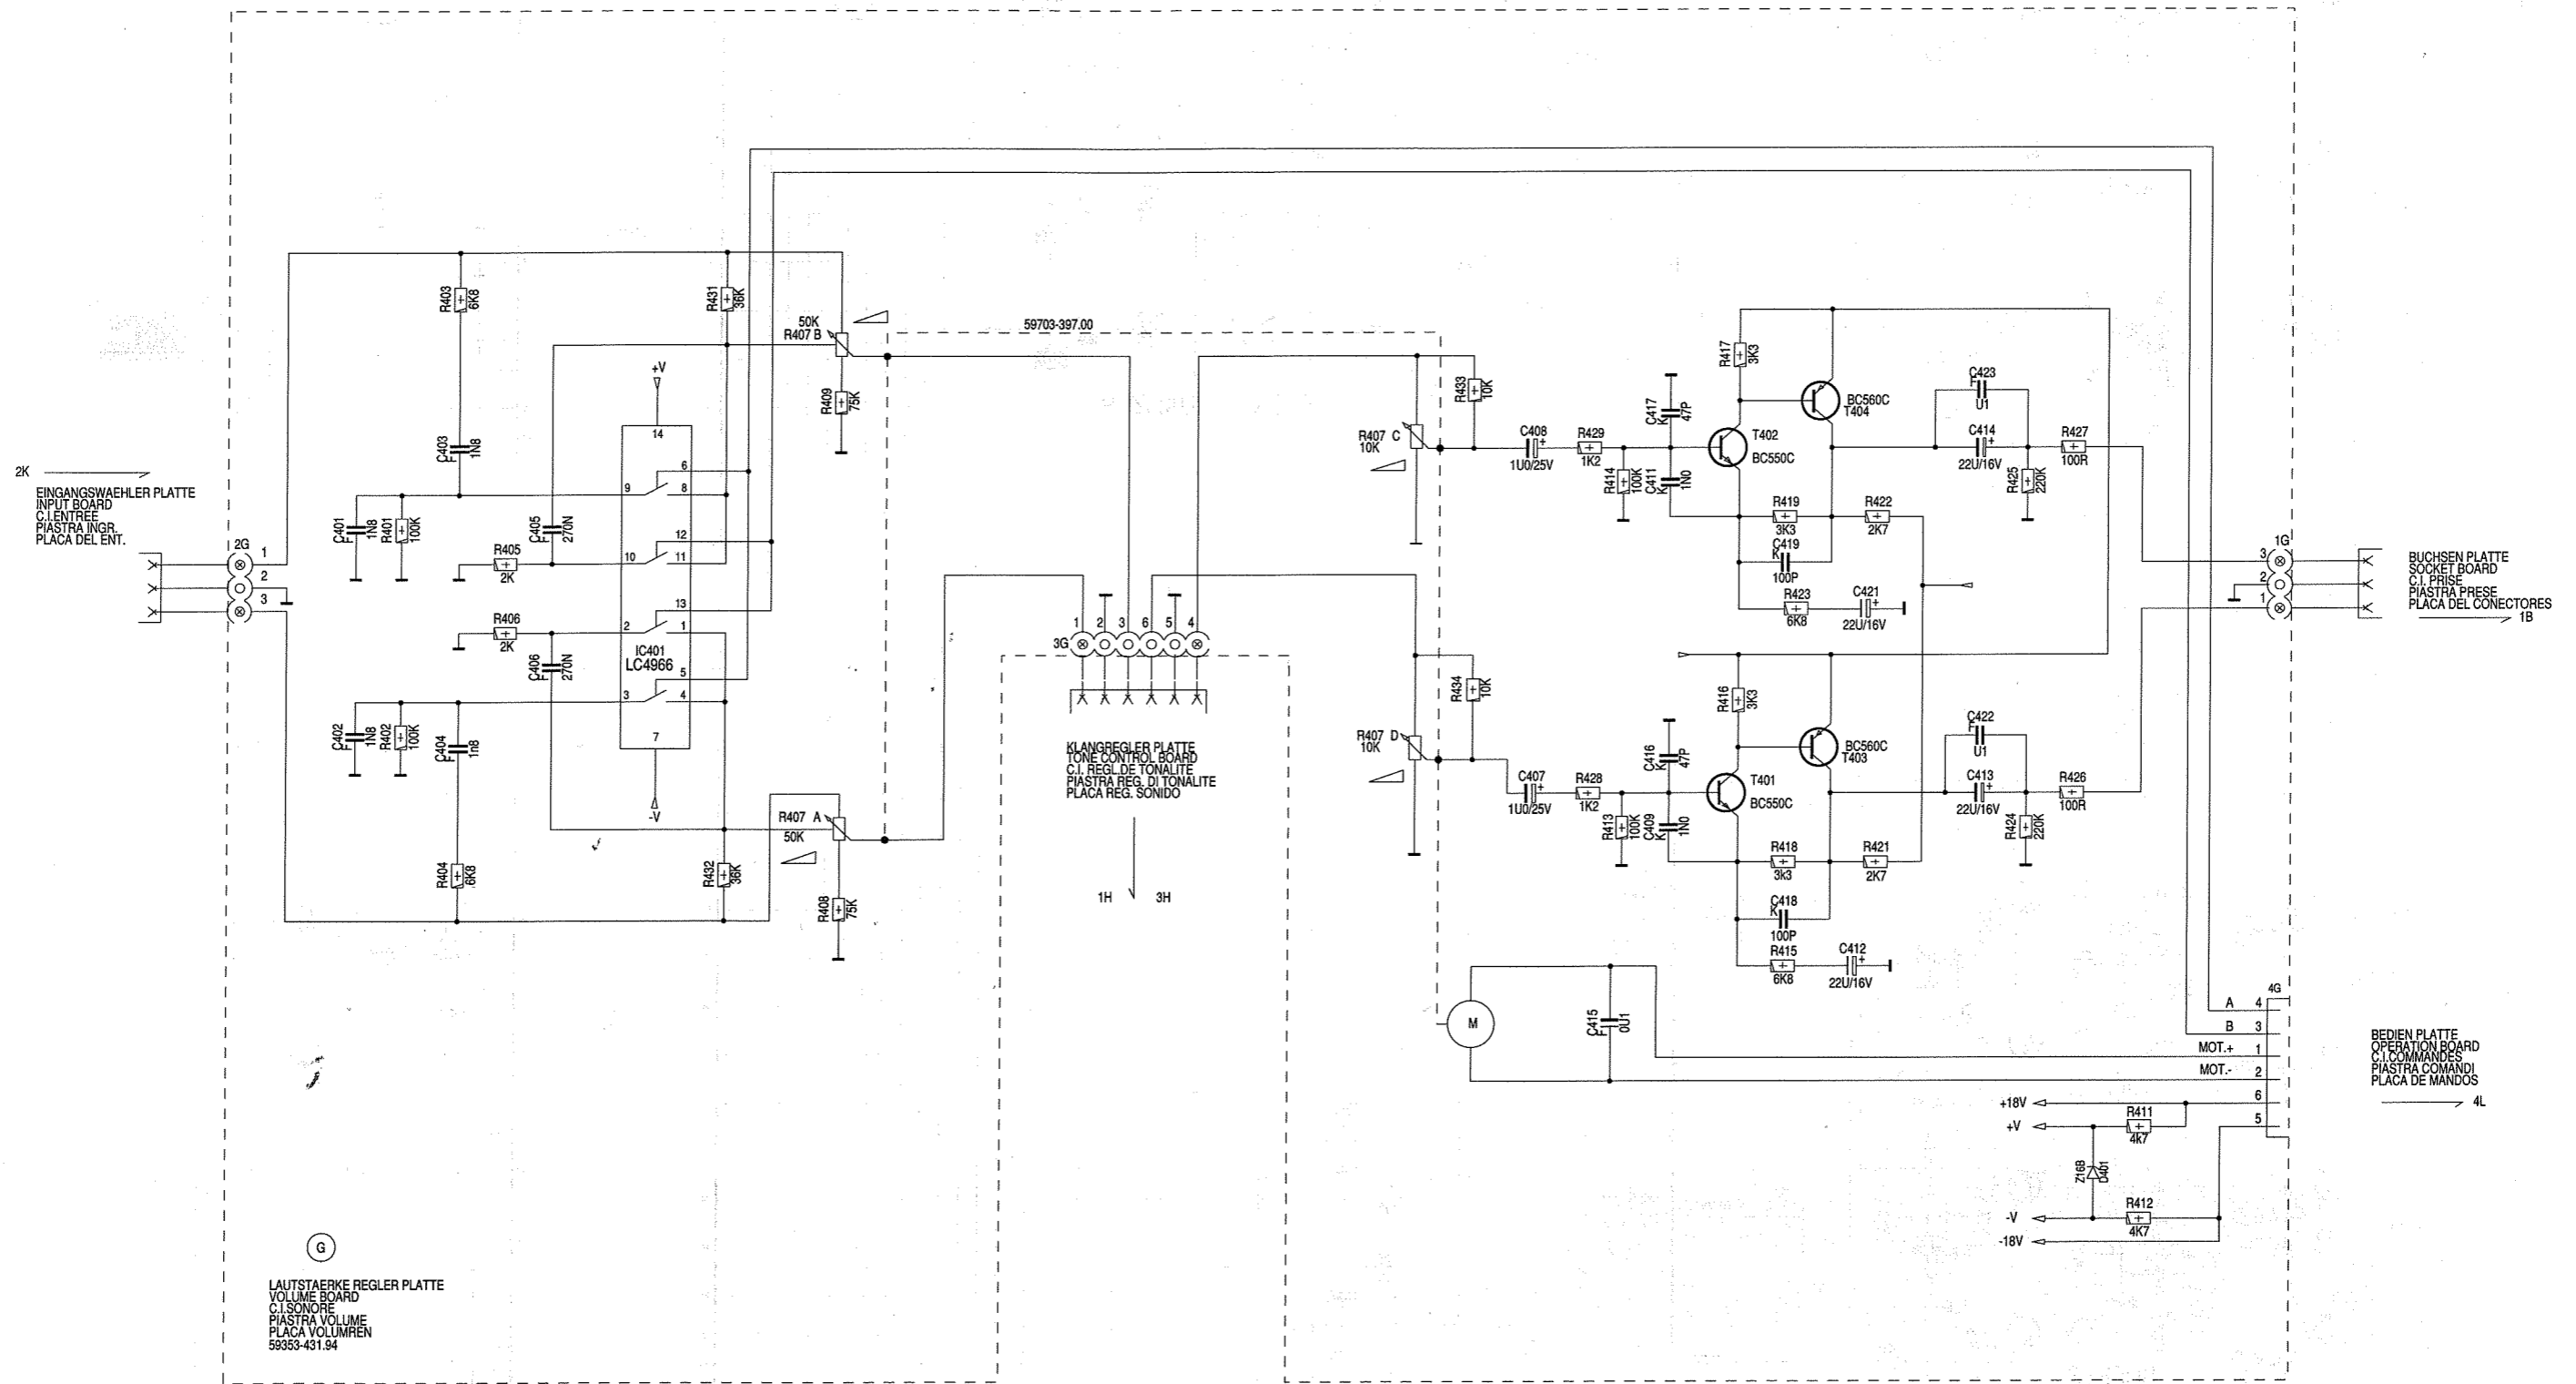 2K
EINGANGSWAEHLER PLATTE
INPUT BOARD
C.I.ENTREE
PIASTRA INGR.
PLACA DEL ENT.
2G
1
2
3
R403
6K8
C403
F
1N8
C401
F
1N8
R401
100K
R405
2K
C405
F
270N
R406
2K
C406
F
270N
C402
F
1N8
R402
100K
C404
F
1n8
R404
6K8
R431
36K
50K
R407 B
R409
75K
+V
14
6
9
8
12
10
11
13
2
1
IC401
LC4966
5
3
4
7
-V
R407 A
50K
R432
36K
R408
75K
59703-397.00
3G
1
2
3
6
5
4
KLANGREGLER PLATTE
TONE CONTROL BOARD
C.I. REGL.DE TONALITE
PIASTRA REG. DI TONALITE
PLACA REG. SONIDO
1H
3H
R433
10K
R407 C
10K
C408
+
1U0/25V
R429
1K2
R414
100K
C417
K
47P
C411
K
1N0
R417
3K3
T402
BC550C
BC560C
T404
R419
3K3
R422
2K7
C419
K
100P
R423
6K8
C421
+
22U/16V
C423
F
U1
C414
+
22U/16V
R427
100R
R425
220K
R434
10K
R407 D
10K
C407
+
1U0/25V
R428
1K2
R413
100K
C416
K
47P
C409
K
1N0
R416
3K3
T401
BC550C
BC560C
T403
R418
3k3
R421
2K7
C418
K
100P
R415
6K8
C412
+
22U/16V
C422
F
U1
C413
+
22U/16V
R426
100R
R424
220K
1G
3
2
1
BUCHSEN PLATTE
SOCKET BOARD
C.I. PRISE
PIASTRA PRESE
PLACA DEL CONECTORES
1B
M
C415
F
0U1
4G
A 4
B 3
MOT.+ 1
MOT.- 2
6
5
BEDIEN PLATTE
OPERATION BOARD
C.I.COMMANDES
PIASTRA COMANDI
PLACA DE MANDOS
4L
+18V
+V
R411
4k7
Z16B
D401
-V
R412
4K7
-18V
G
LAUTSTAERKE REGLER PLATTE
VOLUME BOARD
C.I.SONORE
PIASTRA VOLUME
PLACA VOLUMREN
59353-431.94